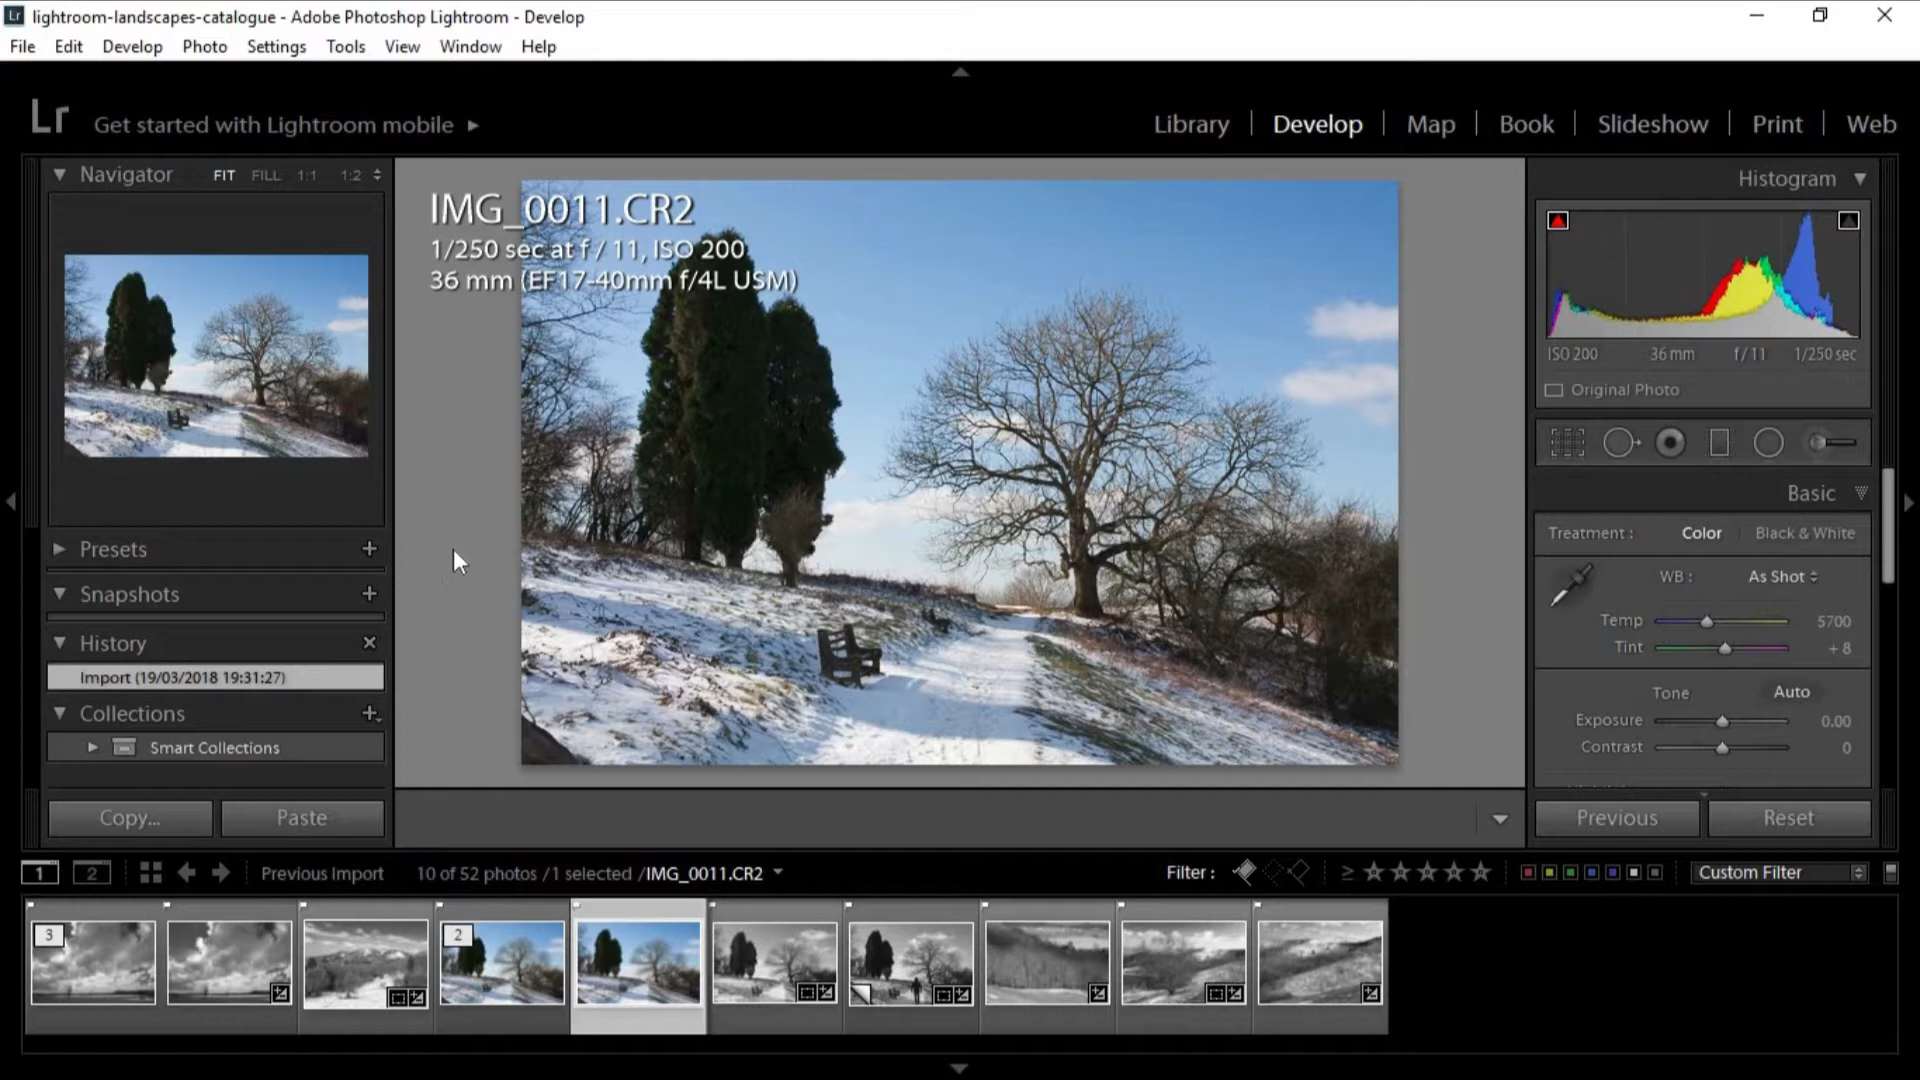 Lr lightroom-landscapes-catalogue - Adobe Photoshop Lightroom - Develop
File Edit Develop Photo Settings Tools View Window Help
Lr Get started with Lightroom mobile
Library Develop Map Book Slideshow Print Web
Navigator FIT FILL 1:1 1:2
Presets
Snapshots
History
Import (19/03/2018 19:31:27)
Collections
Smart Collections
Copy... Paste
IMG_0011.CR2
1/250 sec at f / 11, ISO 200
36 mm (EF17-40mm f/4L USM)
Histogram
ISO 200 36 mm f/11 1/250 sec
Original Photo
Basic
Treatment : Color Black & White
WB : As Shot
Temp 5700
Tint + 8
Tone Auto
Exposure 0.00
Contrast 0
Previous Reset
1 2 Previous Import 10 of 52 photos /1 selected /IMG_0011.CR2 Filter : ≥ Custom Filter
3 2